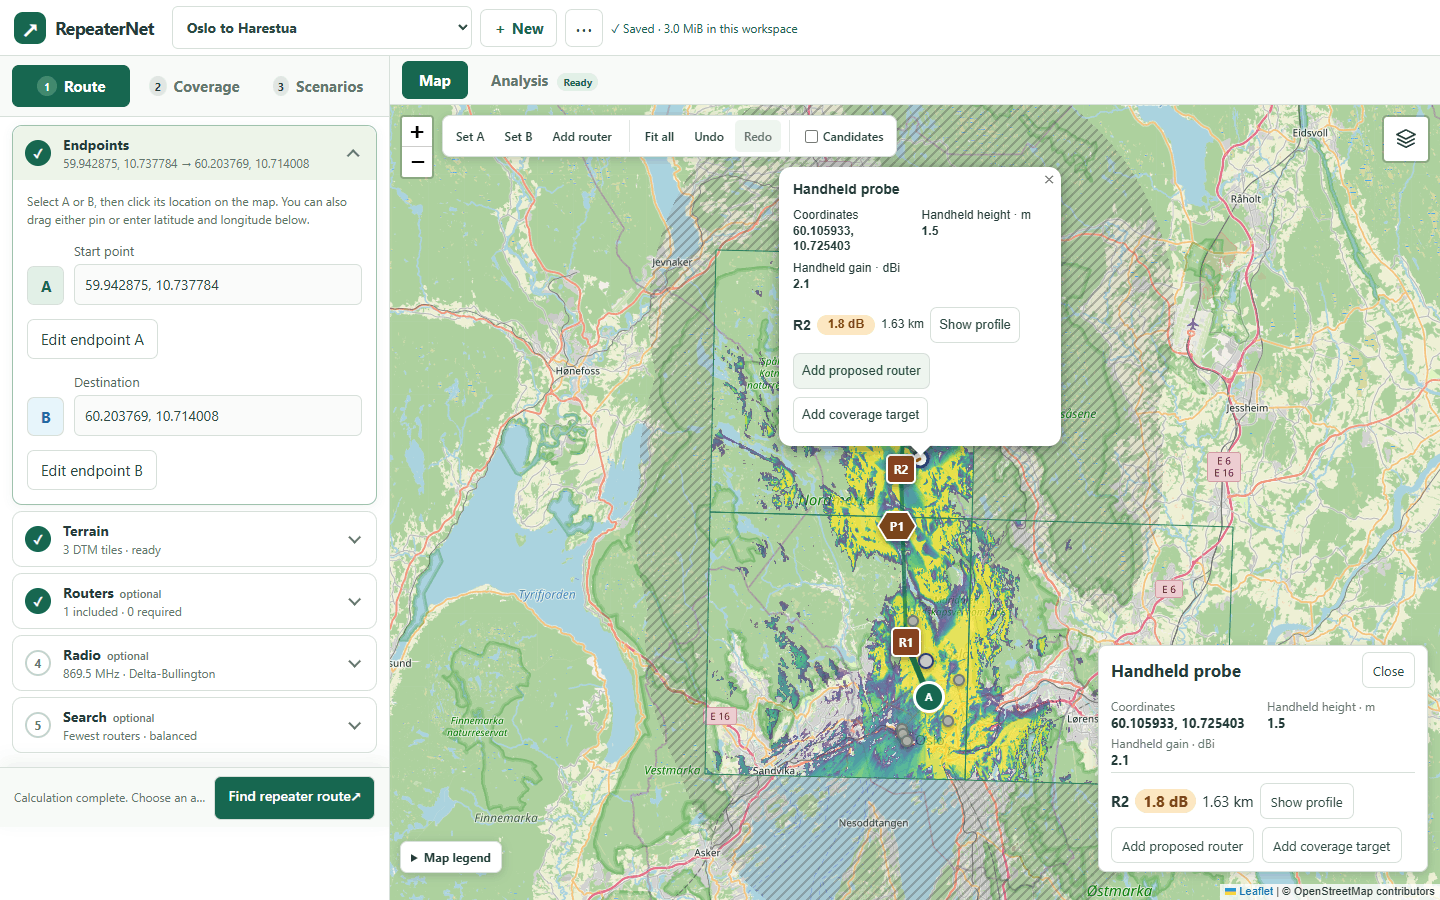 ↗ RepeaterNet
Oslo to Harestua
+ New
...
✓ Saved · 3.0 MiB in this workspace
1 Route
2 Coverage
3 Scenarios
Map
Analysis Ready
Endpoints
59.942875, 10.737784 → 60.203769, 10.714008
Select A or B, then click its location on the map. You can also
drag either pin or enter latitude and longitude below.
Start point
A 59.942875, 10.737784
Edit endpoint A
Destination
B 60.203769, 10.714008
Edit endpoint B
Terrain
3 DTM tiles · ready
Routers optional
1 included · 0 required
4 Radio optional
869.5 MHz · Delta-Bullington
5 Search optional
Fewest routers · balanced
Calculation complete. Choose an a...
Find repeater route↗
+
−
Set A Set B Add router Fit all Undo Redo Candidates
Handheld probe ×
Coordinates
60.105933,
10.725403
Handheld height · m
1.5
Handheld gain · dBi
2.1
R2 1.8 dB 1.63 km Show profile
Add proposed router
Add coverage target
Eidsvoll
Råholt
Jevnaker
Hønefoss
Jessheim
E 6
E 16
E 6
Tyrifjorden
R2
P1
R1
A
E 16
Finnemarka
naturreservat
Vestmarka
Sandvika
Finnemarka
Nesoddtangen
Asker
Østmarka
▶ Map legend
Handheld probe
Close
Coordinates
60.105933, 10.725403
Handheld height · m
1.5
Handheld gain · dBi
2.1
R2 1.8 dB 1.63 km Show profile
Add proposed router
Add coverage target
Leaflet | © OpenStreetMap contributors